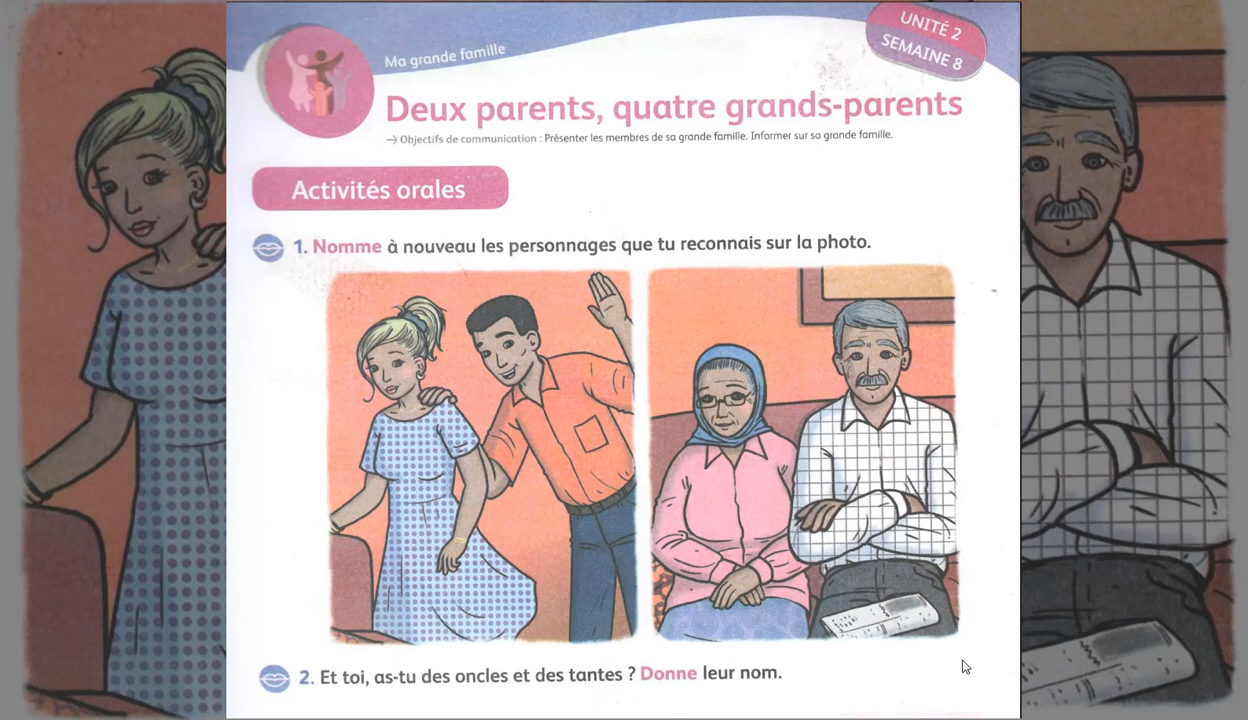 UNITÉ 2
SEMAINE 8
Ma grande famille
Deux parents, quatre grands-parents
→ Objectifs de communication : Présenter les membres de sa grande famille. Informer sur sa grande famille.
Activités orales
1. Nomme à nouveau les personnages que tu reconnais sur la photo.
2. Et toi, as-tu des oncles et des tantes ? Donne leur nom.